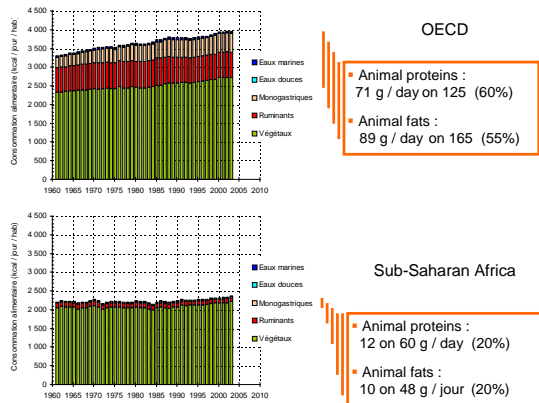 Consommation alimentaire (kcal / jour / hab)
4 500
4 000
3 500
3 000
2 500
2 000
1 500
1 000
500
0
1960 1965 1970 1975 1980 1985 1990 1995 2000 2005 2010
Eaux marines
Eaux douces
Monogastriques
Ruminants
Végétaux
OECD
Animal proteins :
71 g / day on 125 (60%)
Animal fats :
89 g / day on 165 (55%)
Consommation alimentaire (kcal / jour / hab)
4 500
4 000
3 500
3 000
2 500
2 000
1 500
1 000
500
0
1960 1965 1970 1975 1980 1985 1990 1995 2000 2005 2010
Eaux marines
Eaux douces
Monogastriques
Ruminants
Végétaux
Sub-Saharan Africa
Animal proteins :
12 on 60 g / day (20%)
Animal fats :
10 on 48 g / jour (20%)